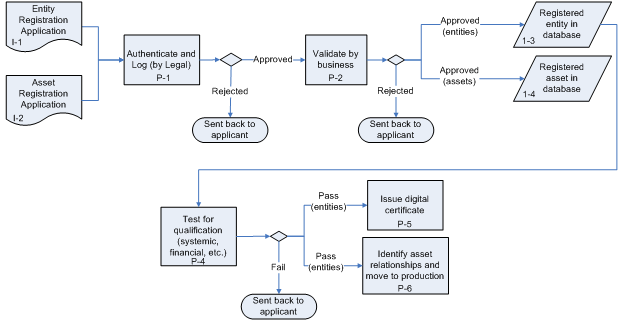 Entity
Registration
Application
I-1
Asset
Registration
Application
I-2
Authenticate and
Log (by Legal)
P-1
Approved
Rejected
Sent back to
applicant
Validate by
business
P-2
Rejected
Sent back to
applicant
Approved
(entities)
Approved
(assets)
Registered
entity in
database
1-3
Registered
asset in
database
1-4
Test for
qualification
(systemic,
financial, etc.)
P-4
Fail
Sent back to
applicant
Pass
(entities)
Pass
(entities)
Issue digital
certificate
P-5
Identify asset
relationships and
move to production
P-6